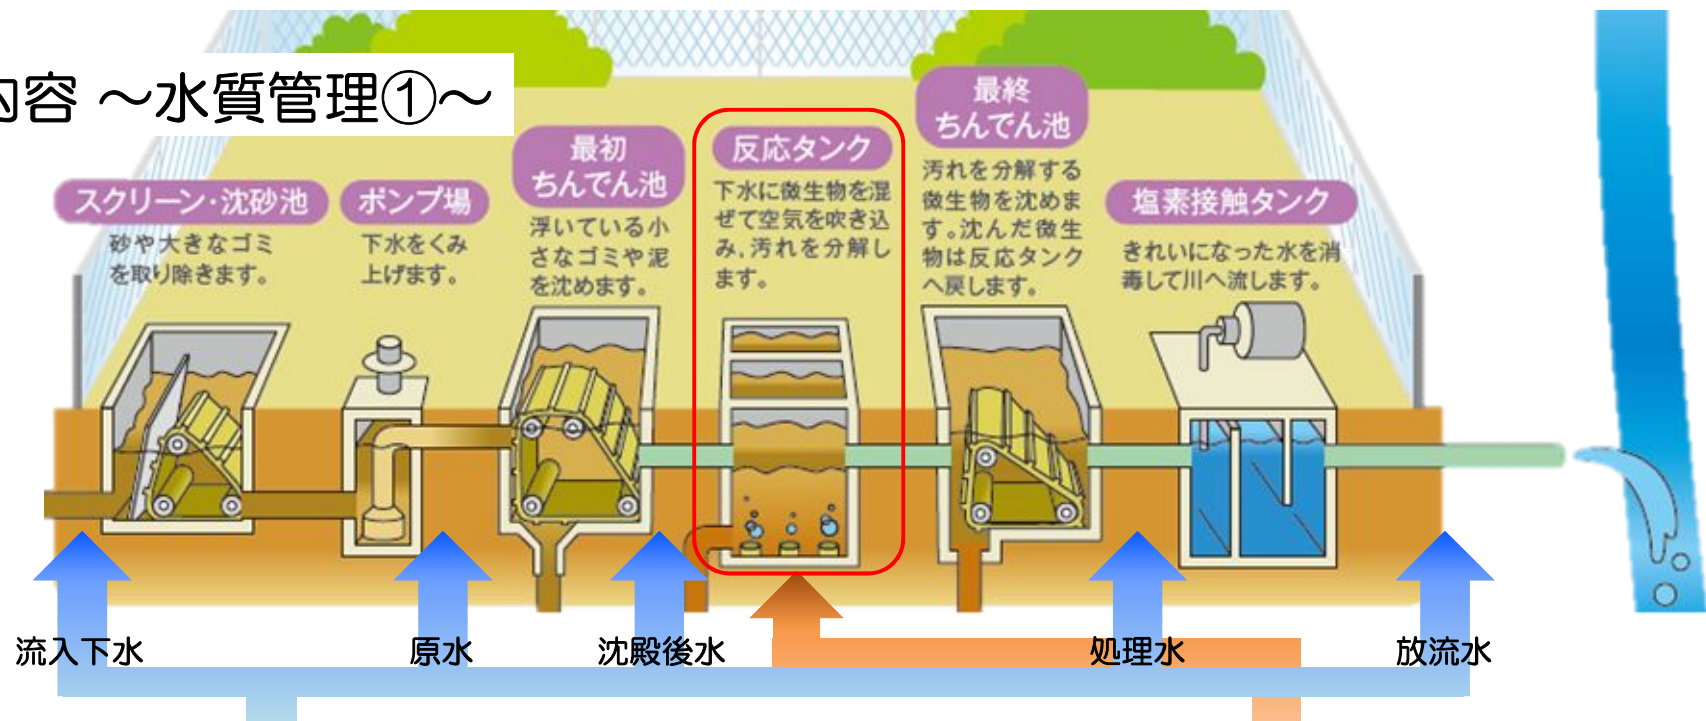 内容 ～水質管理①～
スクリーン・沈砂池
砂や大きなゴミ
を取り除きます。
ポンプ場
下水をくみ
上げます。
最初
ちんでん池
浮いている小
さなゴミや泥
を沈めます。
反応タンク
下水に微生物を混
ぜて空気を吹き込
み、汚れを分解し
ます。
最終
ちんでん池
汚れを分解する
微生物を沈めま
す。沈んだ微生
物は反応タンク
へ戻します。
塩素接触タンク
きれいになった水を消
毒して川へ流します。
流入下水
原水
沈殿後水
処理水
放流水